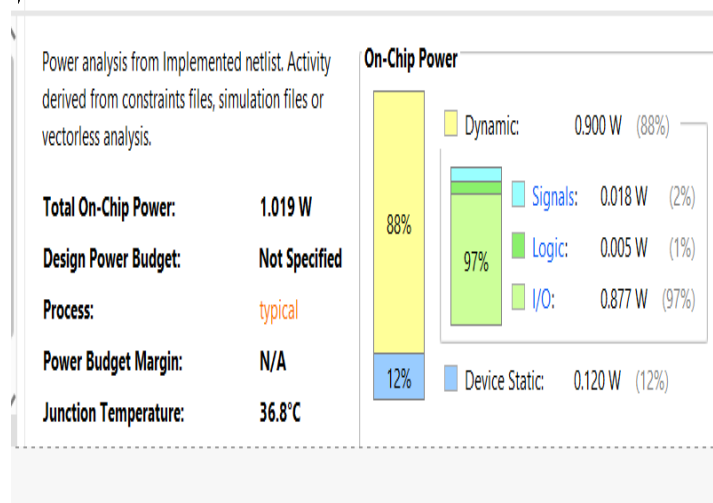 Power analysis from Implemented netlist. Activity
derived from constraints files, simulation files or
vectorless analysis.
Total On-Chip Power: 1.019 W
Design Power Budget: Not Specified
Process: typical
Power Budget Margin: N/A
Junction Temperature: 36.8°C
On-Chip Power
88%
12%
Dynamic: 0.900 W (88%)
97%
Signals: 0.018 W (2%)
Logic: 0.005 W (1%)
I/O: 0.877 W (97%)
Device Static: 0.120 W (12%)